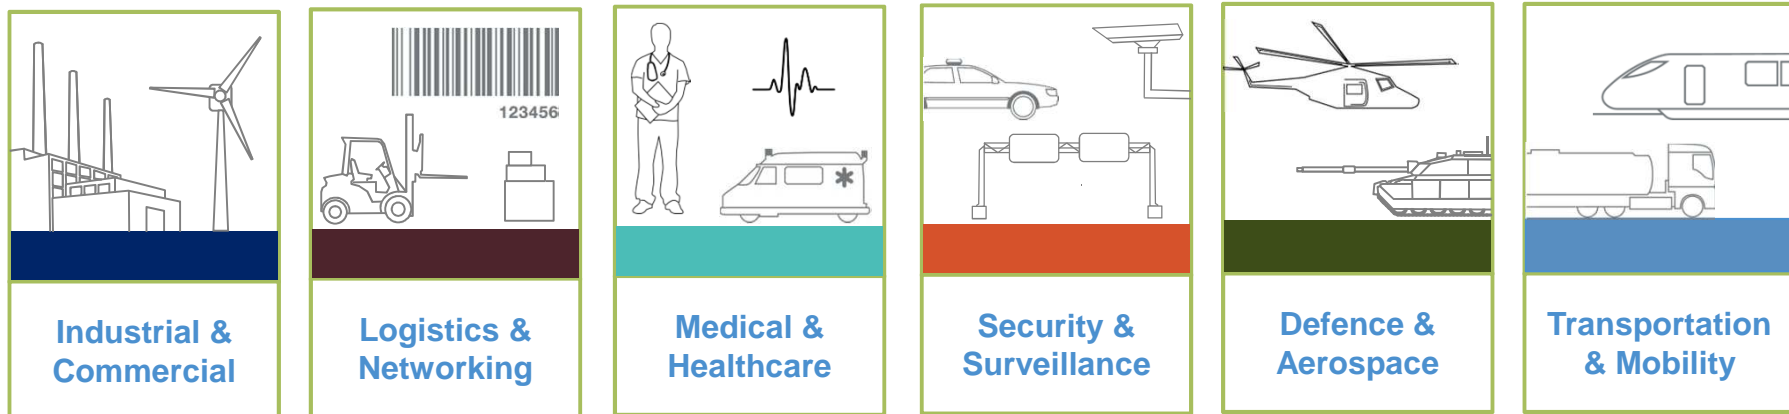 123456
Industrial &
Commercial
Logistics &
Networking
Medical &
Healthcare
Security &
Surveillance
Defence &
Aerospace
Transportation
& Mobility